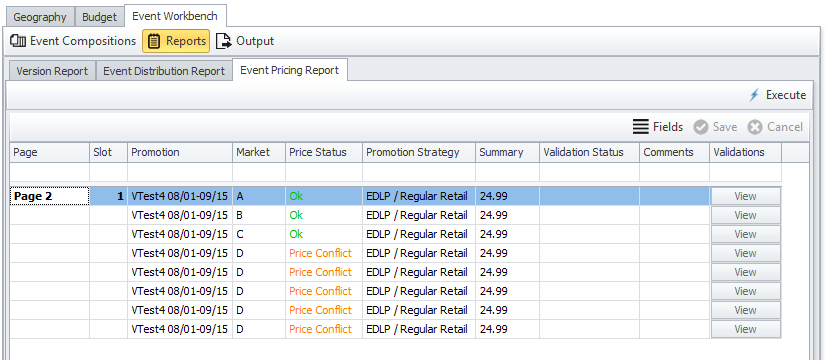 Geography Budget Event Workbench
Event Compositions Reports Output
Version Report Event Distribution Report Event Pricing Report
Execute
Fields Save Cancel
Page Slot Promotion Market Price Status Promotion Strategy Summary Validation Status Comments Validations
Page 2 1 VTest4 08/01-09/15 A Ok EDLP / Regular Retail 24.99 View
VTest4 08/01-09/15 B Ok EDLP / Regular Retail 24.99 View
VTest4 08/01-09/15 C Ok EDLP / Regular Retail 24.99 View
VTest4 08/01-09/15 D Price Conflict EDLP / Regular Retail 24.99 View
VTest4 08/01-09/15 D Price Conflict EDLP / Regular Retail 24.99 View
VTest4 08/01-09/15 D Price Conflict EDLP / Regular Retail 24.99 View
VTest4 08/01-09/15 D Price Conflict EDLP / Regular Retail 24.99 View
VTest4 08/01-09/15 D Price Conflict EDLP / Regular Retail 24.99 View